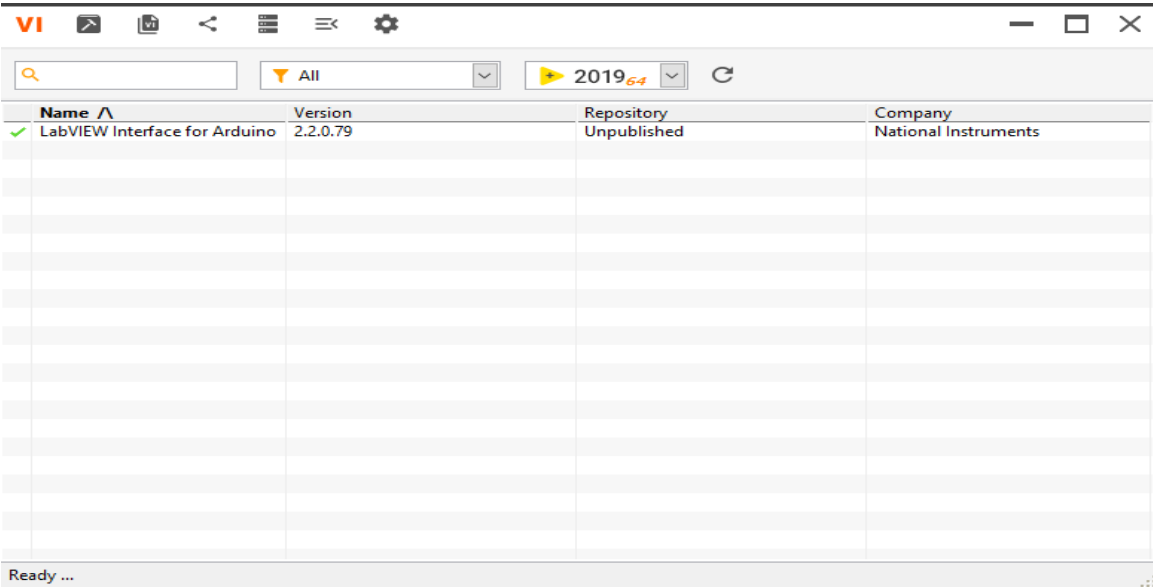 VI
All 2019 64
Name /\ Version Repository Company
LabVIEW Interface for Arduino 2.2.0.79 Unpublished National Instruments
Ready ...